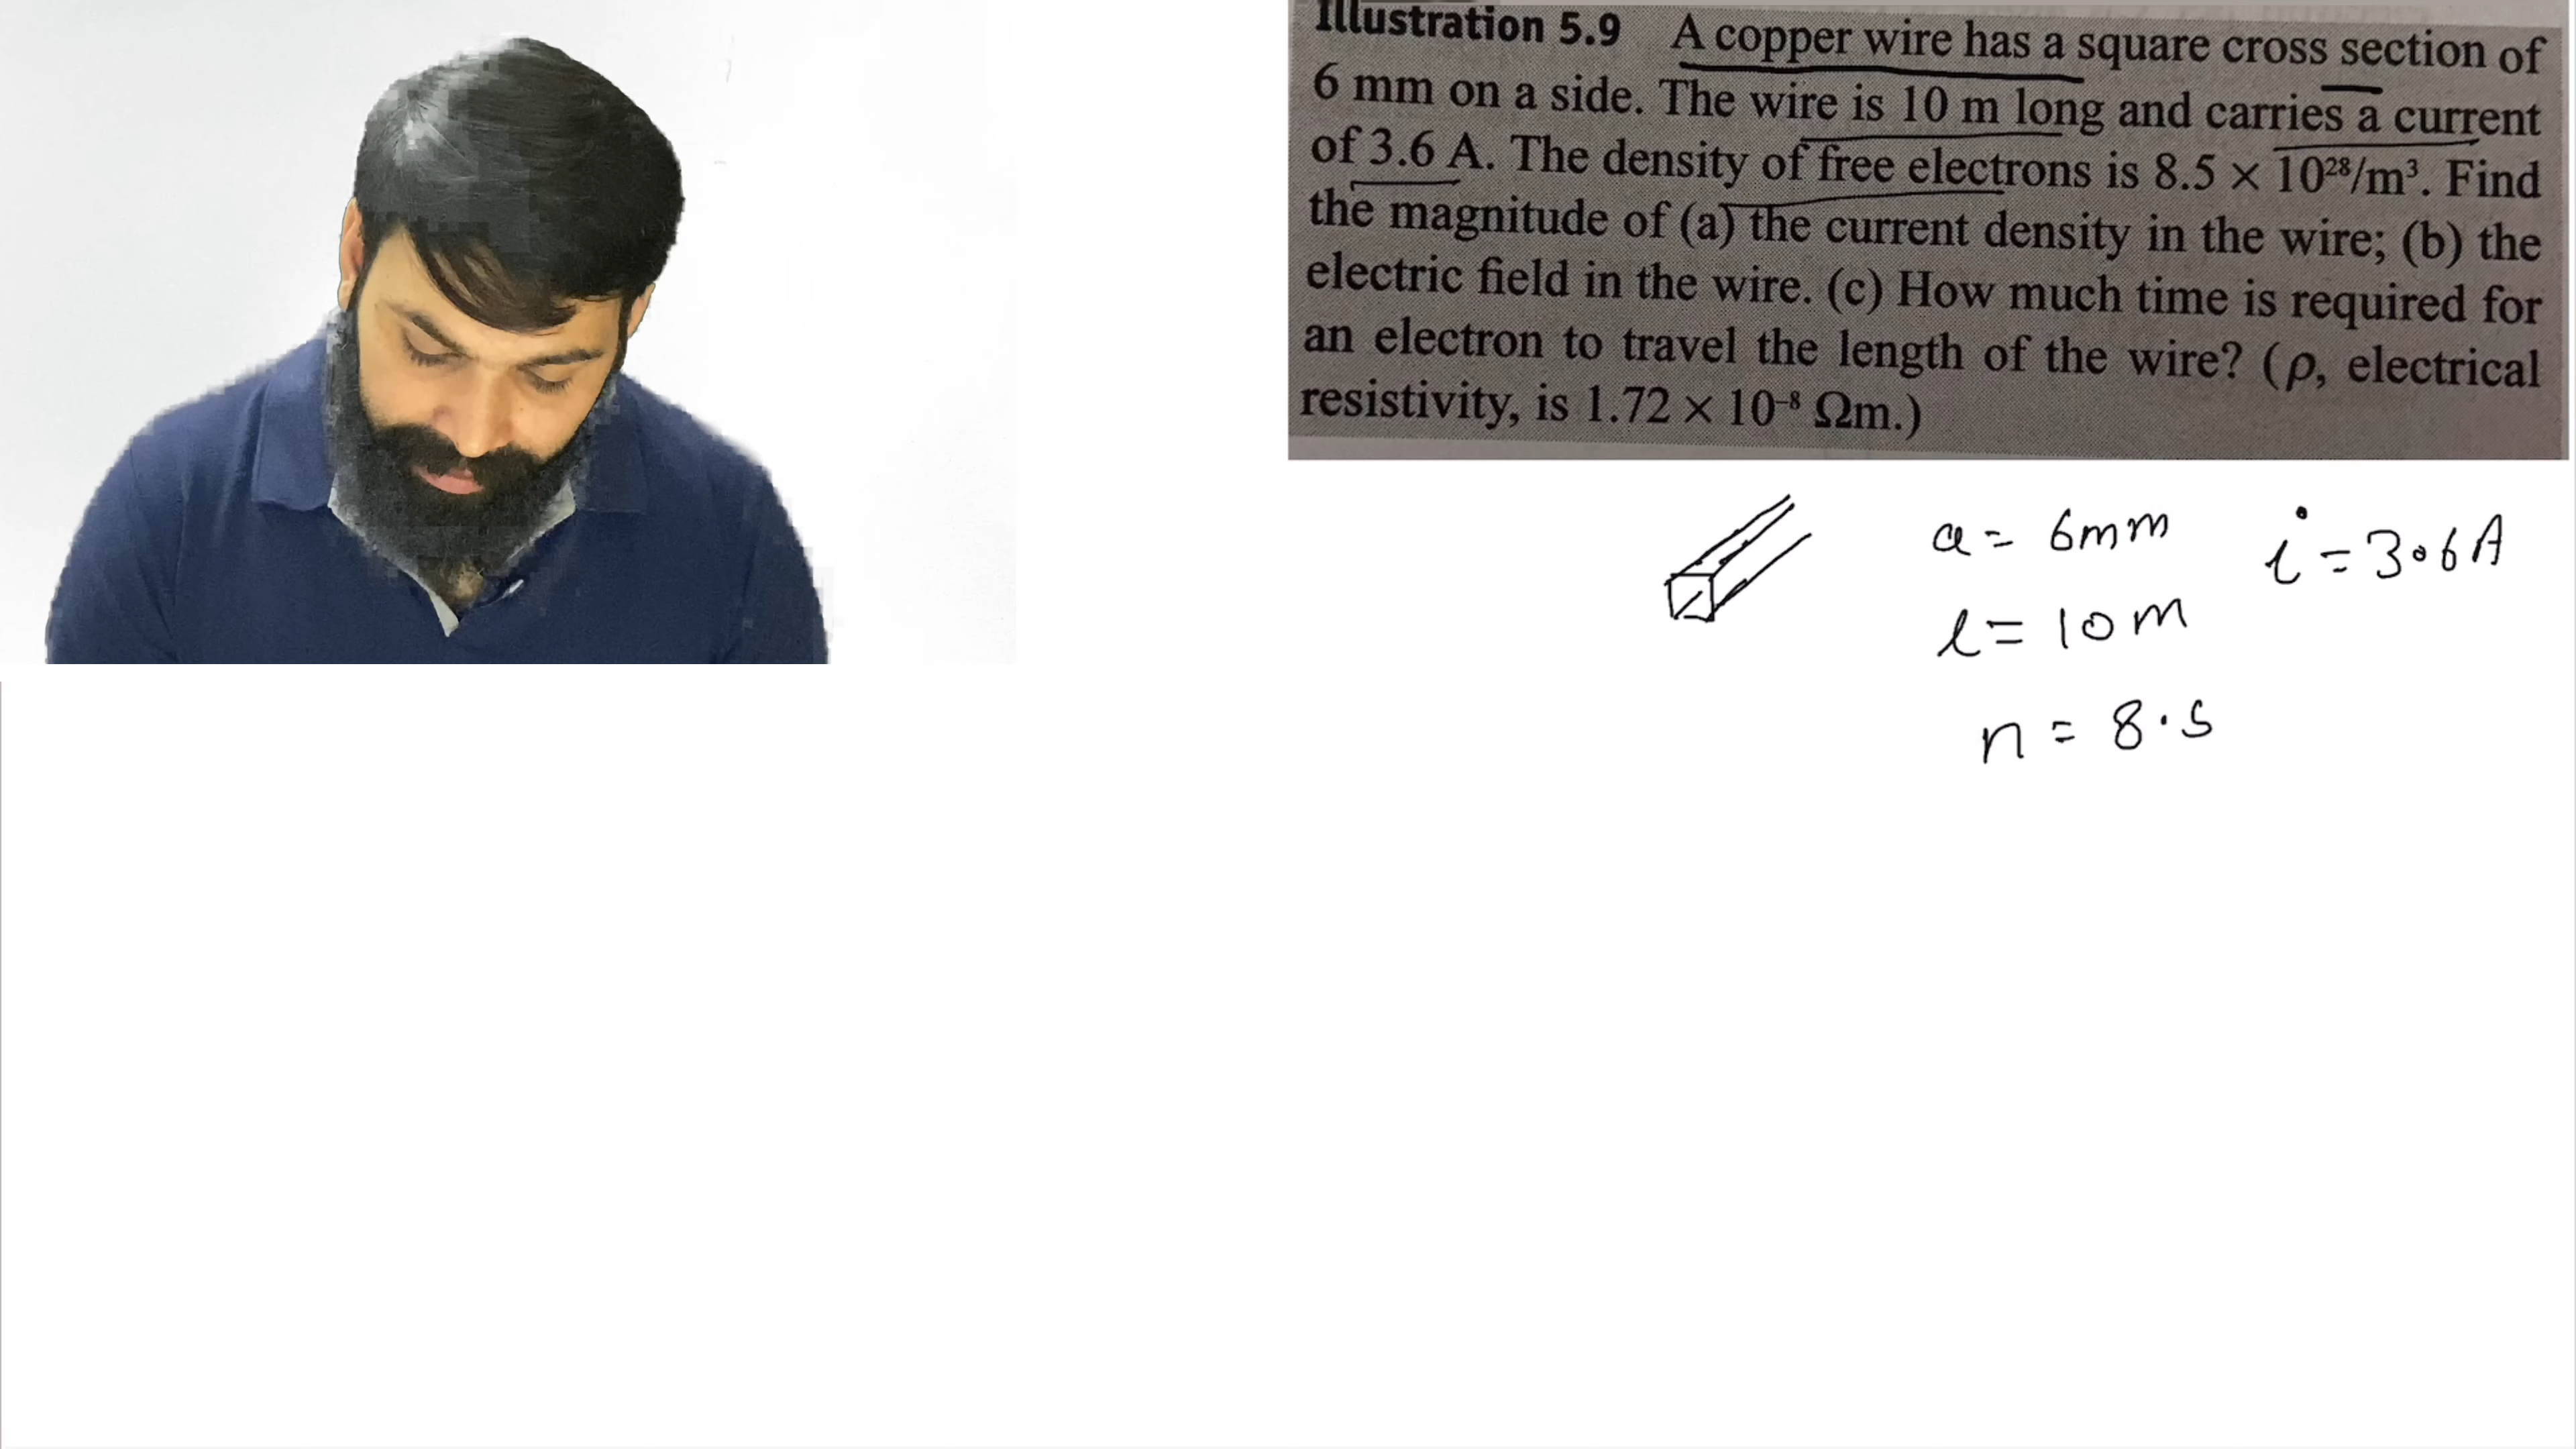 Illustration 5.9 A copper wire has a square cross section of
6 mm on a side. The wire is 10 m long and carries a current
of 3.6 A. The density of free electrons is 8.5 × 10²⁸/m³. Find
the magnitude of (a) the current density in the wire; (b) the
electric field in the wire. (c) How much time is required for
an electron to travel the length of the wire? (ρ, electrical
resistivity, is 1.72 × 10⁻⁸ Ωm.)
a = 6mm i = 3.6A
l = 10m
n = 8.5